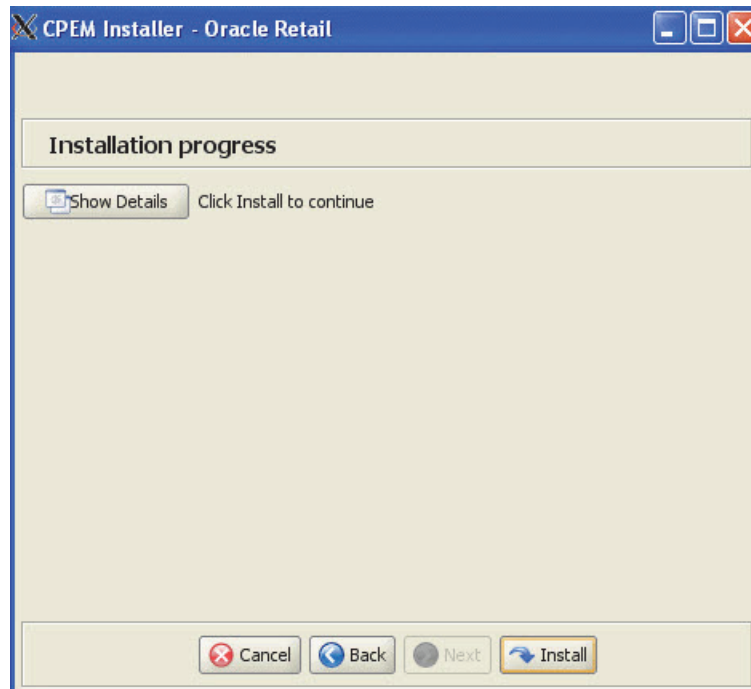 CPEM Installer - Oracle Retail
Installation progress
Show Details Click Install to continue
Cancel Back Next Install